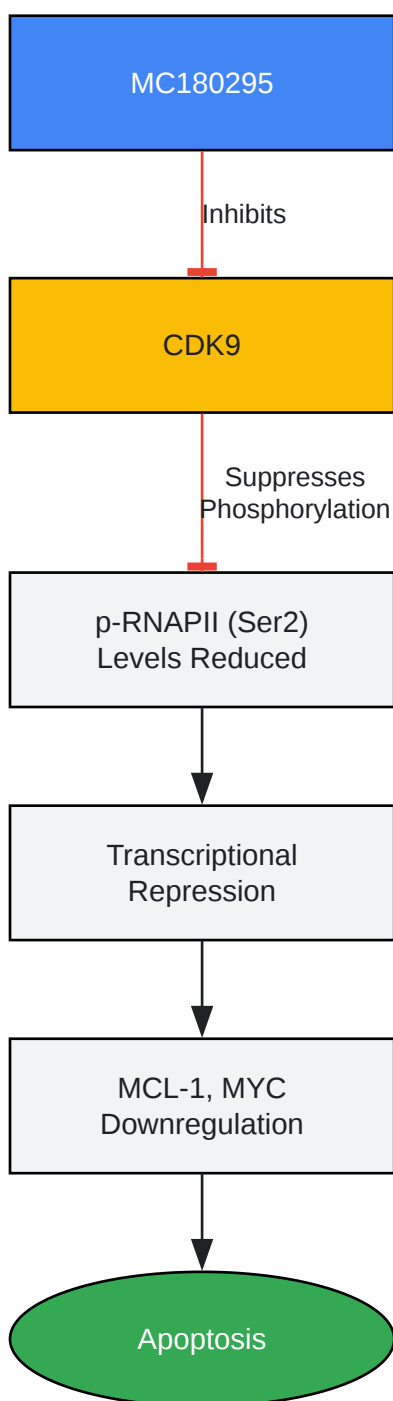 MC180295
Inhibits
CDK9
Suppresses
Phosphorylation
p-RNAPII (Ser2)
Levels Reduced
Transcriptional
Repression
MCL-1, MYC
Downregulation
Apoptosis